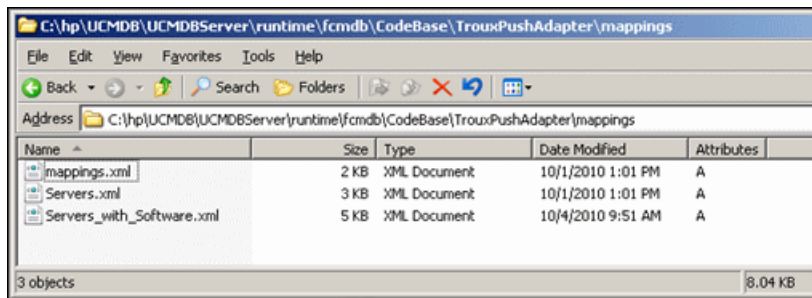 C:\hp\UCMDB\UCMDBServer\runtime\fcmdb\CodeBase\TrouxPushAdapter\mappings
File Edit View Favorites Tools Help
Back Search Folders
Address C:\hp\UCMDB\UCMDBServer\runtime\fcmdb\CodeBase\TrouxPushAdapter\mappings
Name Size Type Date Modified Attributes
mappings.xml 2 KB XML Document 10/1/2010 1:01 PM A
Servers.xml 3 KB XML Document 10/1/2010 1:01 PM A
Servers_with_Software.xml 5 KB XML Document 10/4/2010 9:51 AM A
3 objects 8.04 KB